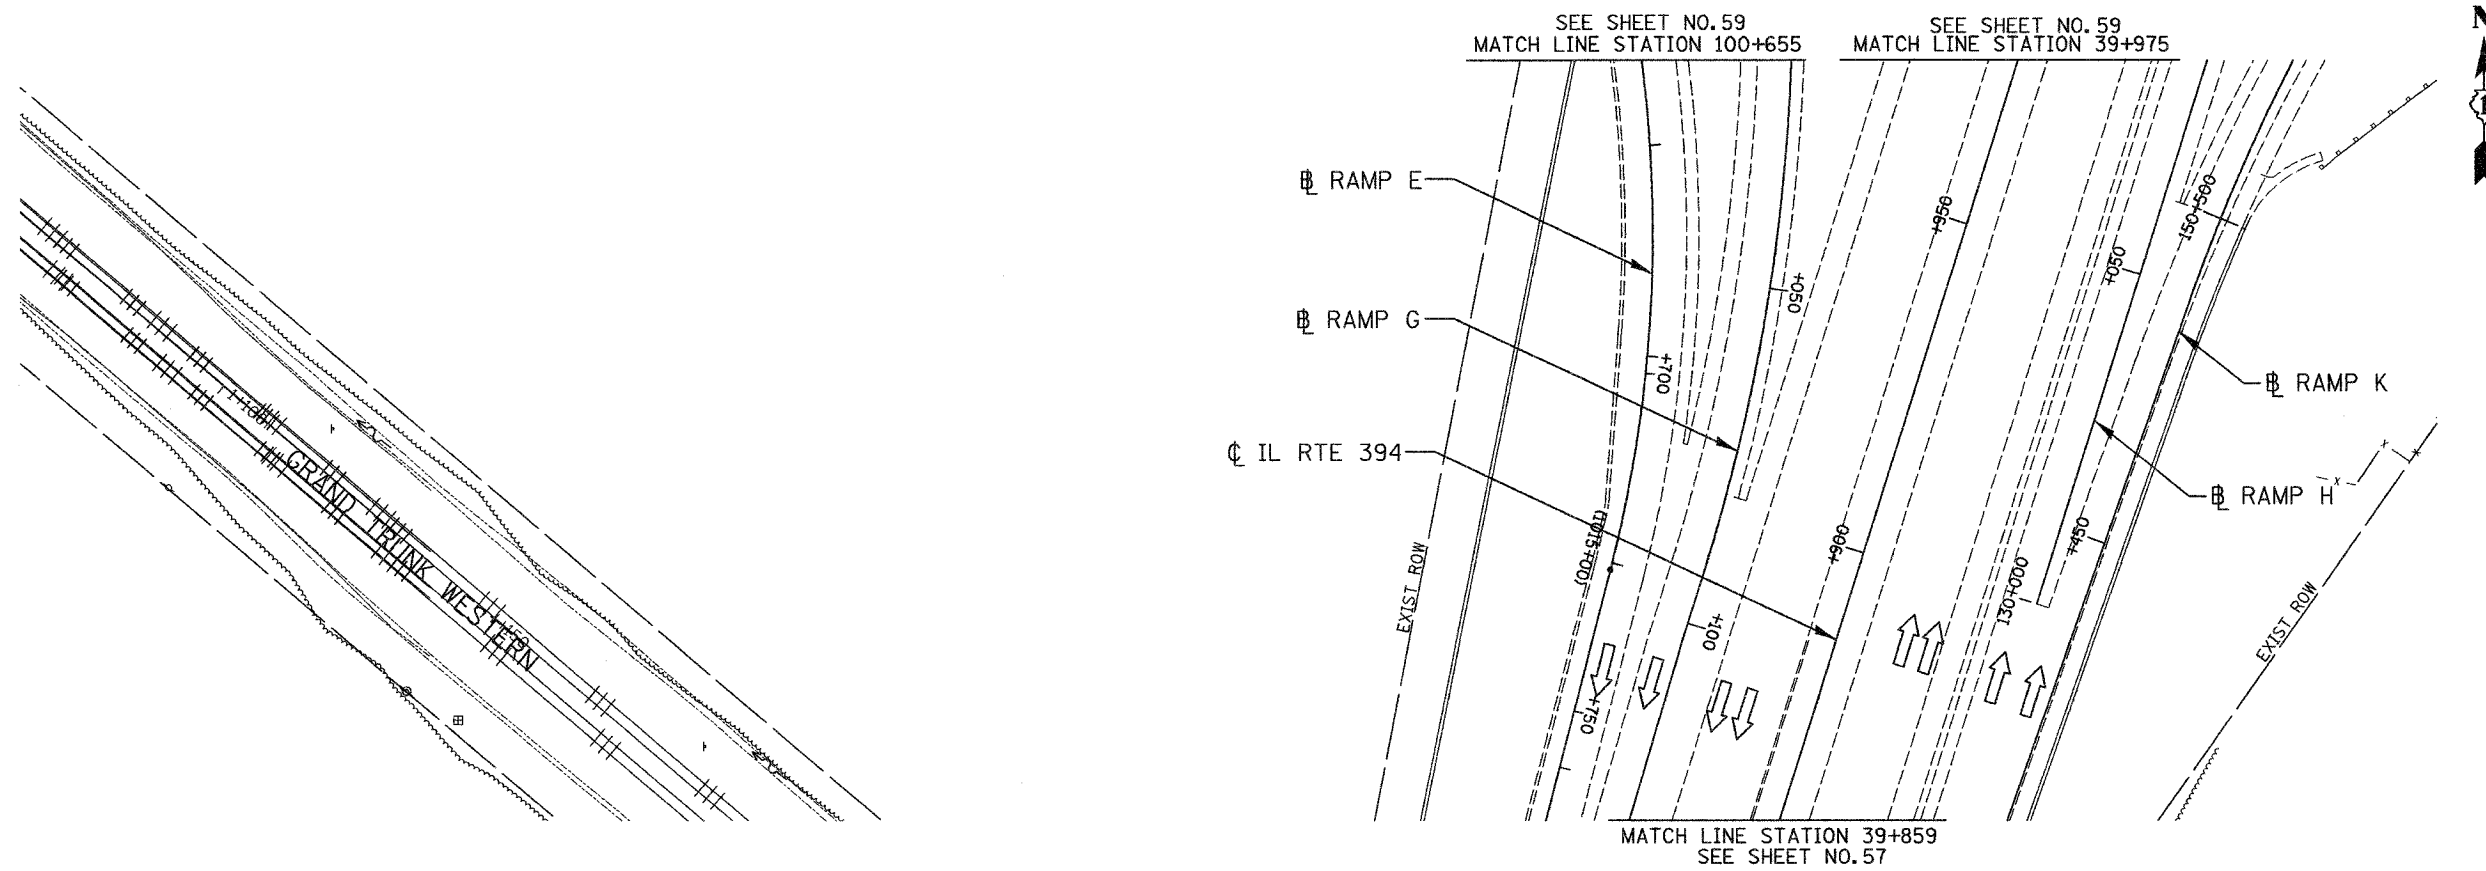 SEE SHEET NO.59
MATCH LINE STATION 100+655
SEE SHEET NO.59
MATCH LINE STATION 39+975
N
℄ RAMP E
℄ RAMP G
℄ IL RTE 394
℄ RAMP K
℄ RAMP H
+950
+900
+050
150+500
+050
+700
+450
130+000
(1015+00)
+100
+750
EXIST ROW
EXIST ROW
GRAND TRUNK WESTERN
MATCH LINE STATION 39+859
SEE SHEET NO.57